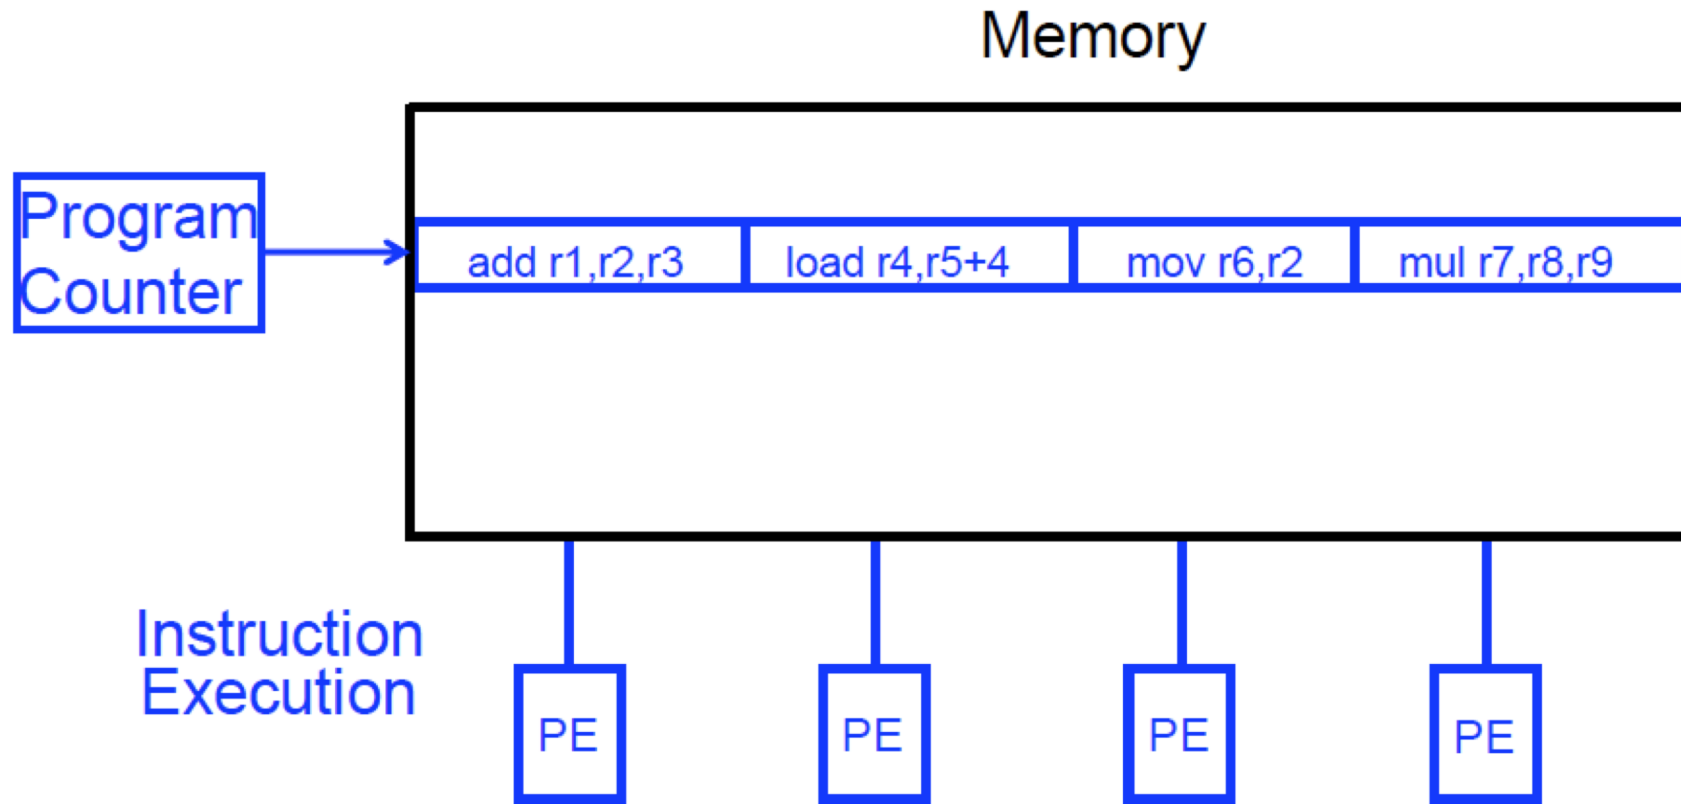 Memory
Program
Counter
add r1,r2,r3
load r4,r5+4
mov r6,r2
mul r7,r8,r9
Instruction
Execution
PE
PE
PE
PE